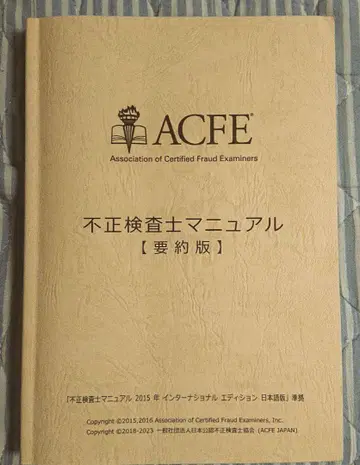 ACFE®
Association of Certified Fraud Examiners
不正検査士マニュアル
【要約版】
「不正検査士マニュアル 2015 年 インターナショナル エディション 日本語版」準拠
Copyright ©2015,2016 Association of Certified Fraud Examiners, Inc.
Copyright ©2018-2023 一般社団法人日本公認不正検査士協会 (ACFE JAPAN)